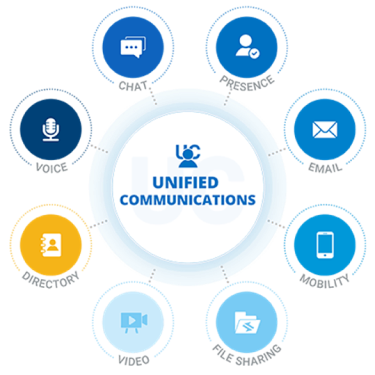 CHAT
PRESENCE
VOICE
EMAIL
UC
UNIFIED
COMMUNICATIONS
DIRECTORY
MOBILITY
VIDEO
FILE SHARING